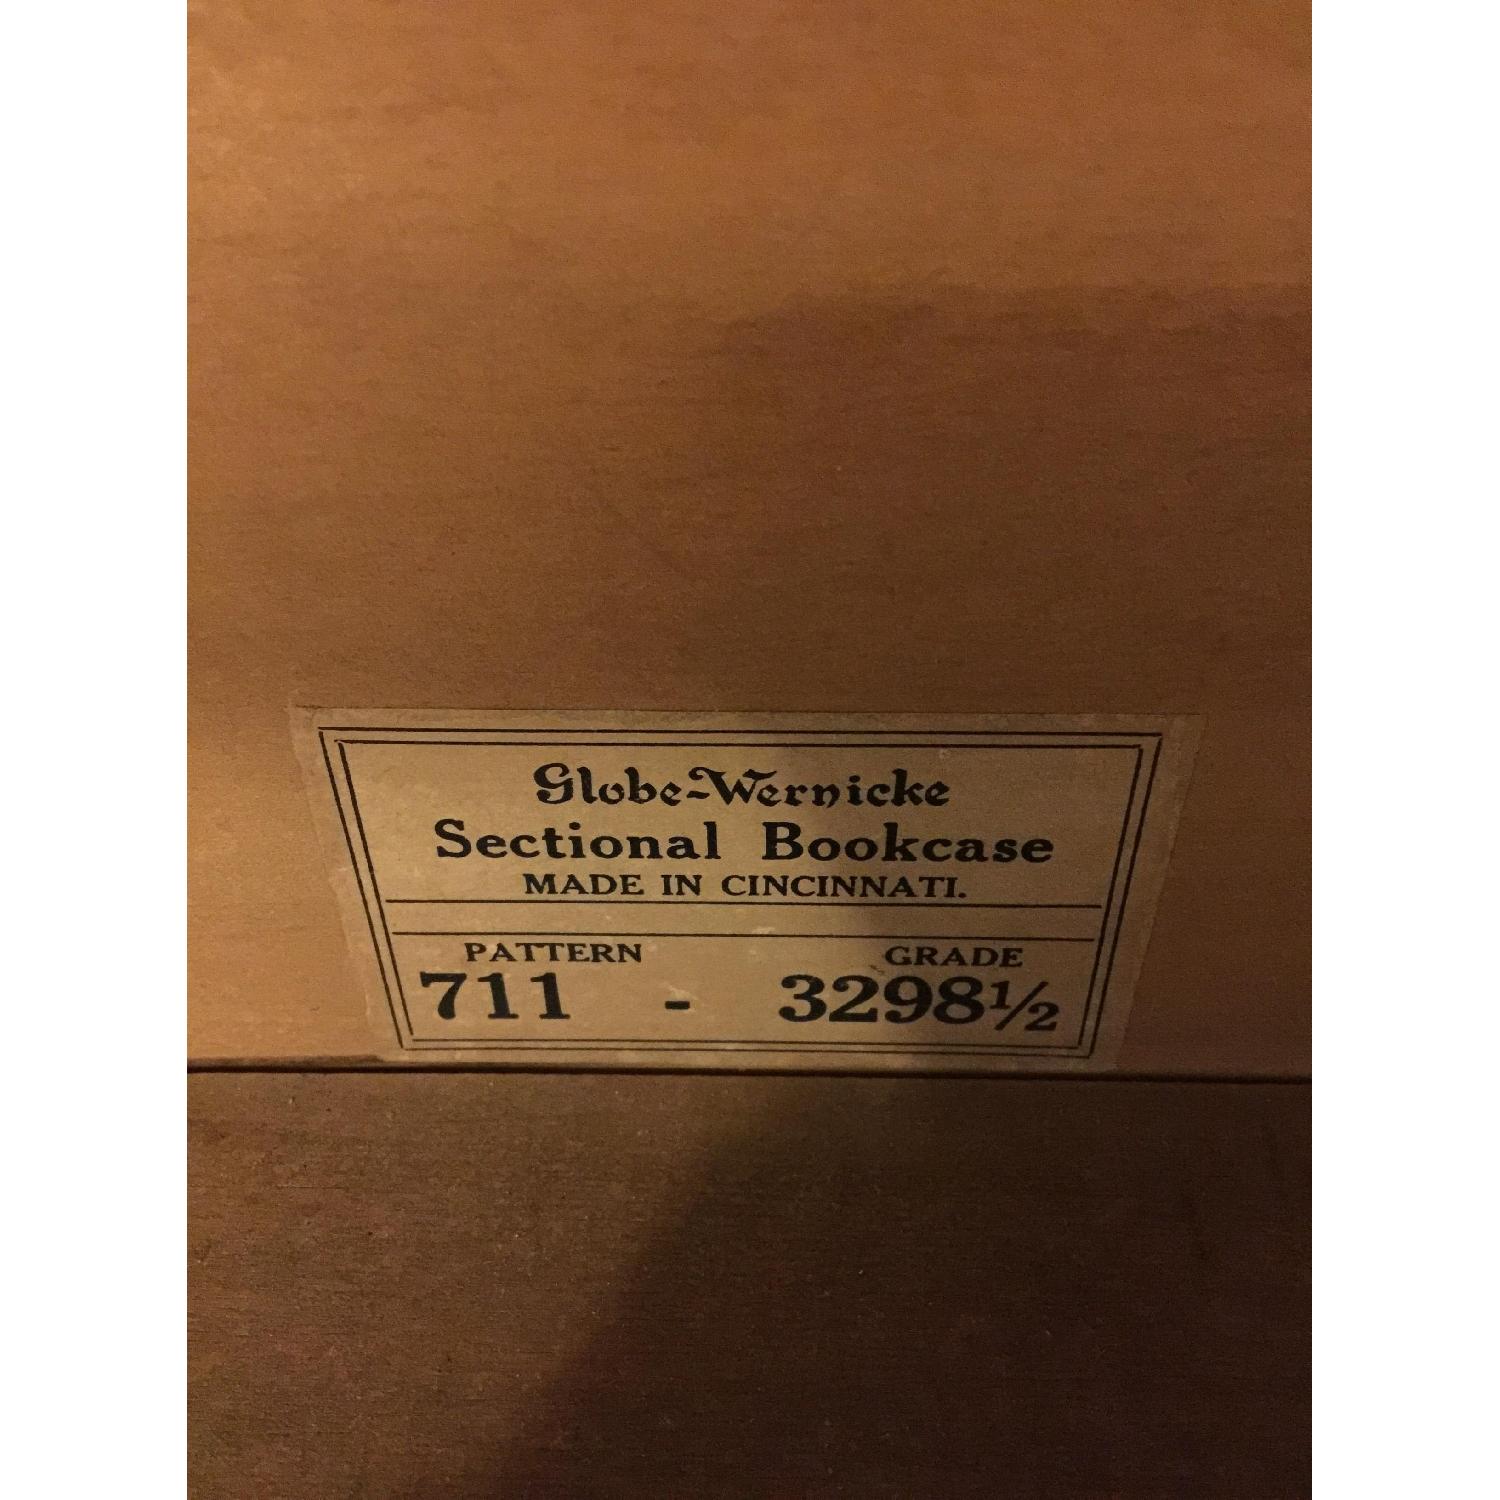 Globe-Wernicke
Sectional Bookcase
MADE IN CINCINNATI.
PATTERN GRADE
711 - 3298½